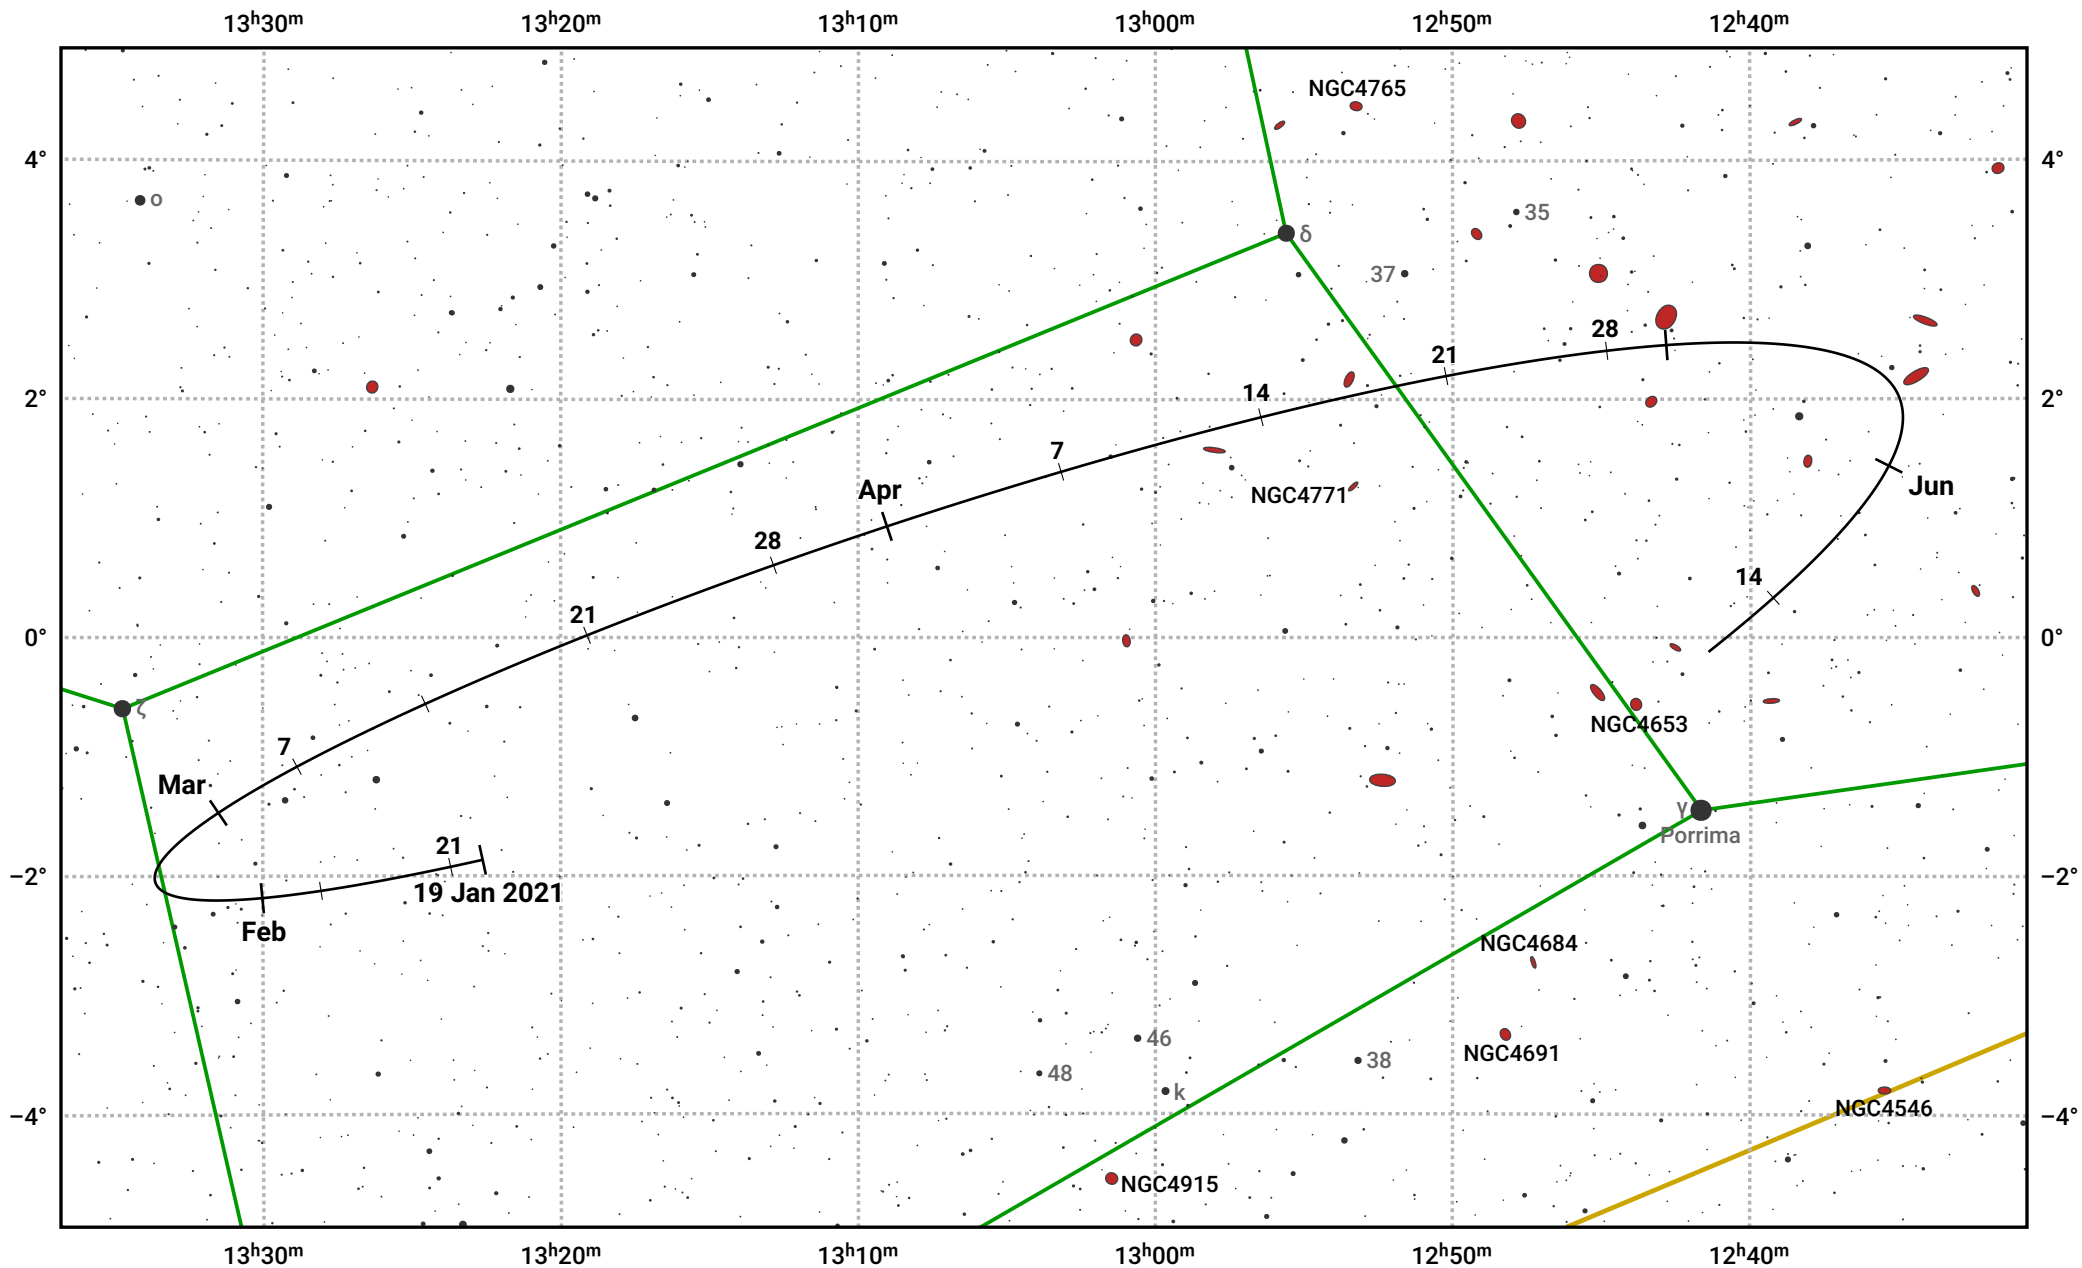 13ʰ30ᵐ 13ʰ20ᵐ 13ʰ10ᵐ 13ʰ00ᵐ 12ʰ50ᵐ 12ʰ40ᵐ
NGC4765
4° 4°
ο
35
δ
37
28
21
2° 2°
14
7
Apr
NGC4771
Jun
28
14
21
0° 0°
ζ
NGC4653
7
Mar
γ
Porrima
21
−2° −2°
19 Jan 2021
Feb
NGC4684
46
NGC4691
38
48
k
NGC4546
−4° −4°
NGC4915
13ʰ30ᵐ 13ʰ20ᵐ 13ʰ10ᵐ 13ʰ00ᵐ 12ʰ50ᵐ 12ʰ40ᵐ